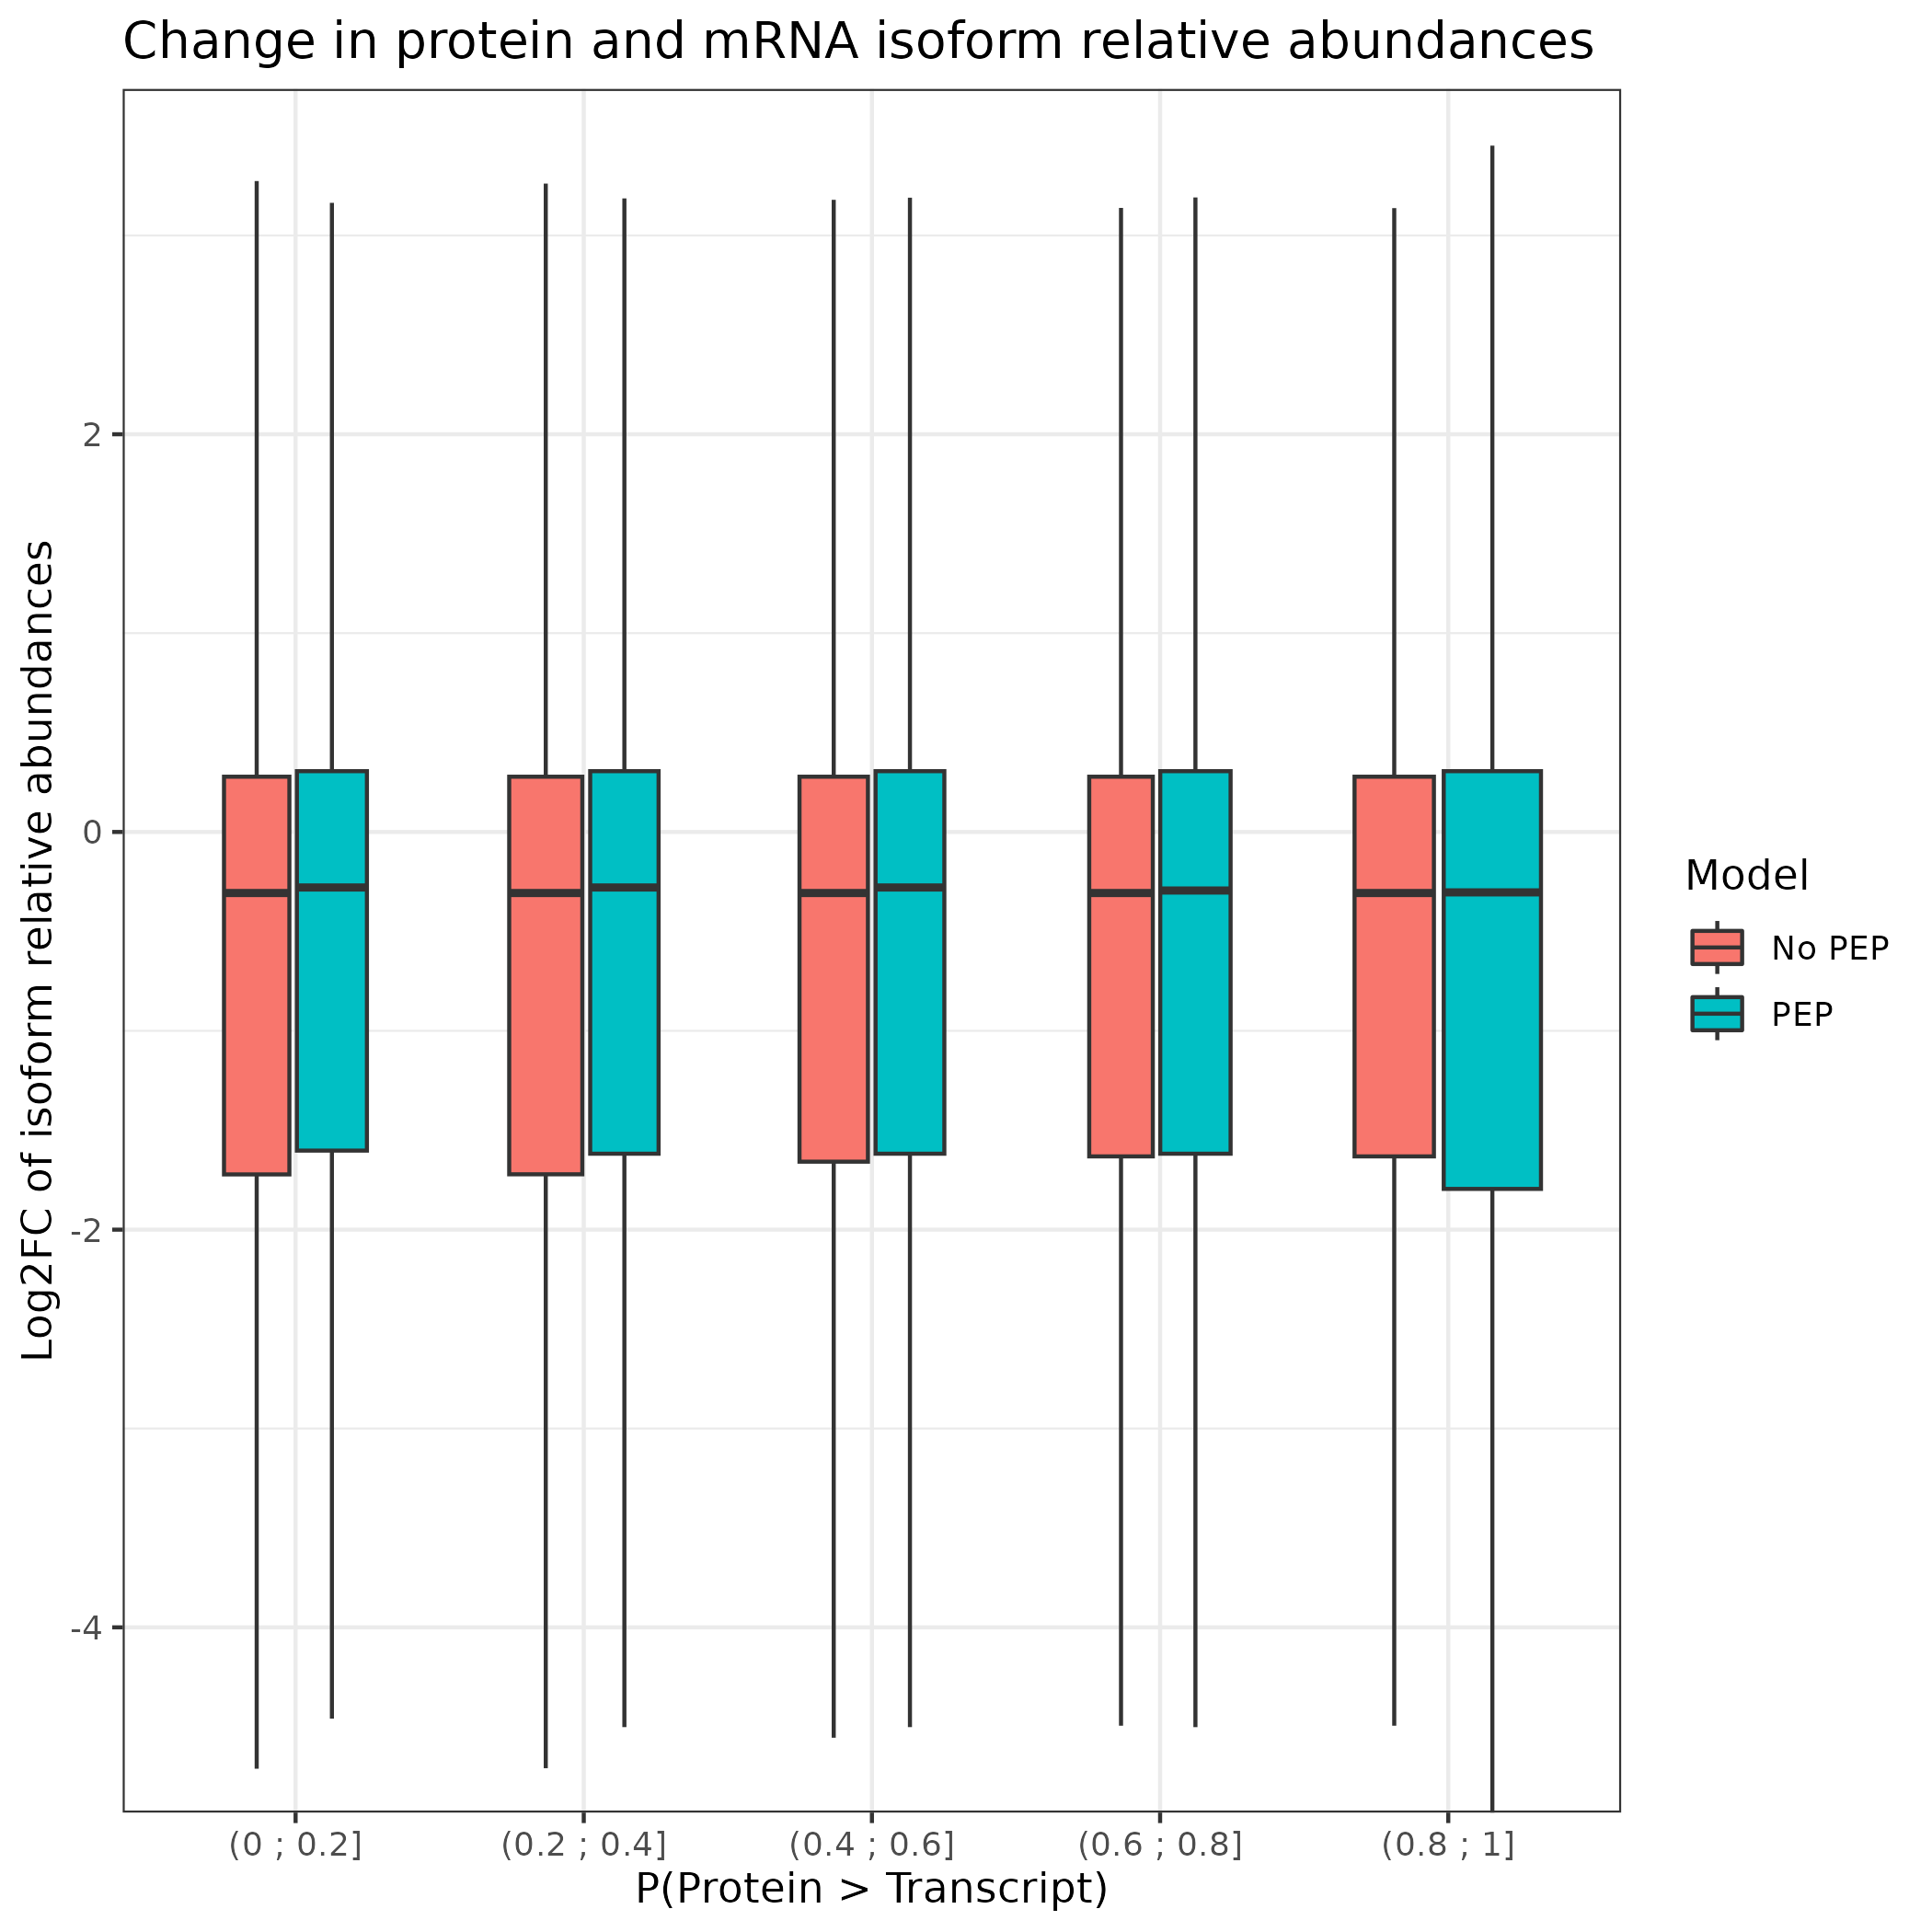 Change in protein and mRNA isoform relative abundances
Log2FC of isoform relative abundances
2
0
-2
-4
(0 ; 0.2]
(0.2 ; 0.4]
(0.4 ; 0.6]
(0.6 ; 0.8]
(0.8 ; 1]
P(Protein > Transcript)
Model
No PEP
PEP